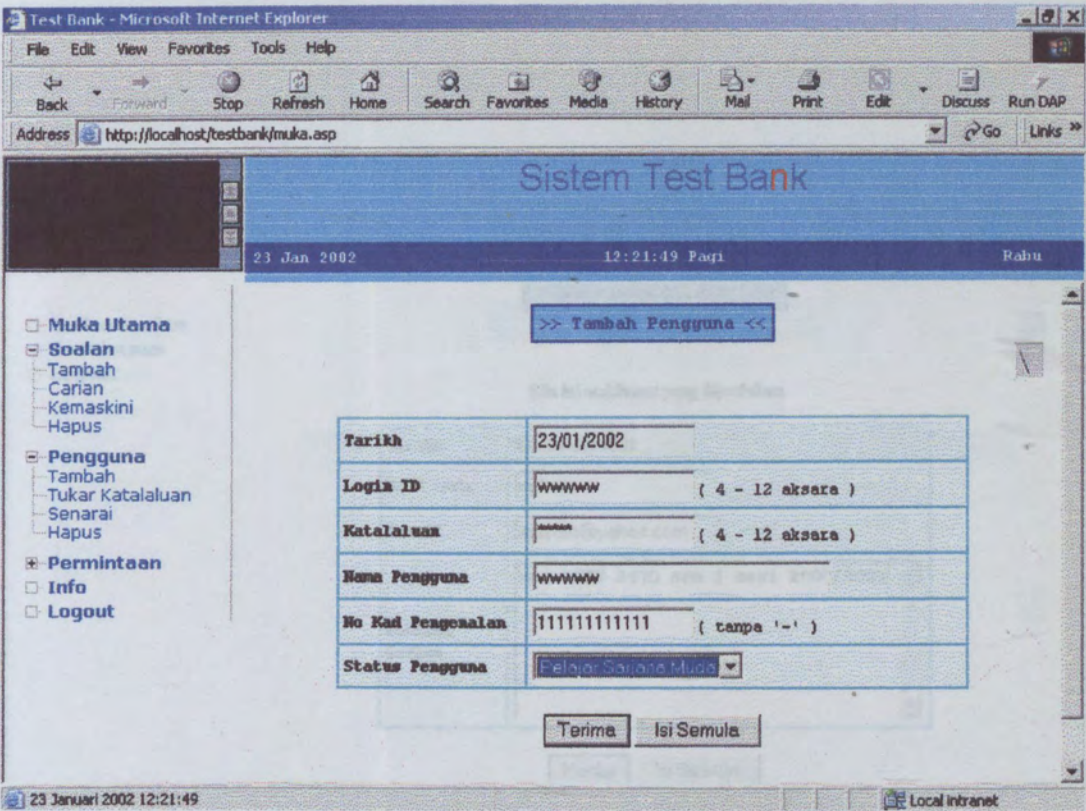 Test Bank - Microsoft Internet Explorer
File Edit View Favorites Tools Help
Back Forward Stop Refresh Home Search Favorites Media History Mail Print Edit Discuss Run DAP
Address http://localhost/testbank/muka.asp Go Links »
Sistem Test Bank
23 Jan 2002 12:21:49 Pagi Rabu
Muka Utama
Soalan
Tambah
Carian
Kemaskini
Hapus
Pengguna
Tambah
Tukar Katalaluan
Senarai
Hapus
Permintaan
Info
Logout
>> Tambah Pengguna <<
Tarikh 23/01/2002
Login ID wwwww ( 4 - 12 aksara )
Katalaluan ***** ( 4 - 12 aksara )
Nama Pengguna wwwww
No Kad Pengenalan 111111111111 ( tanpa '-' )
Status Pengguna Pelajar Sarjana Muda
Terima Isi Semula
23 Januari 2002 12:21:49 Local intranet